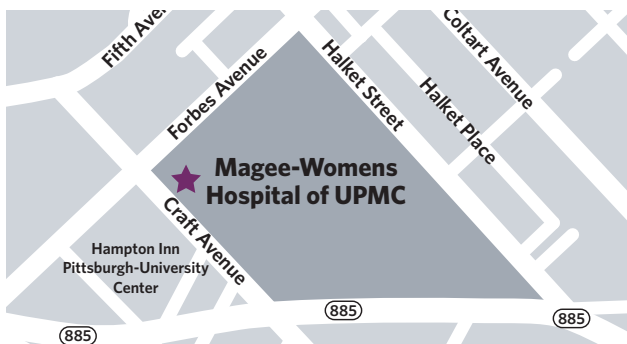 Fifth Aven
Forbes Avenue
Halket Street
Coltart Avenue
Halket Place
Magee-Womens
Hospital of UPMC
Craft Avenue
Hampton Inn
Pittsburgh-University
Center
885
885
885